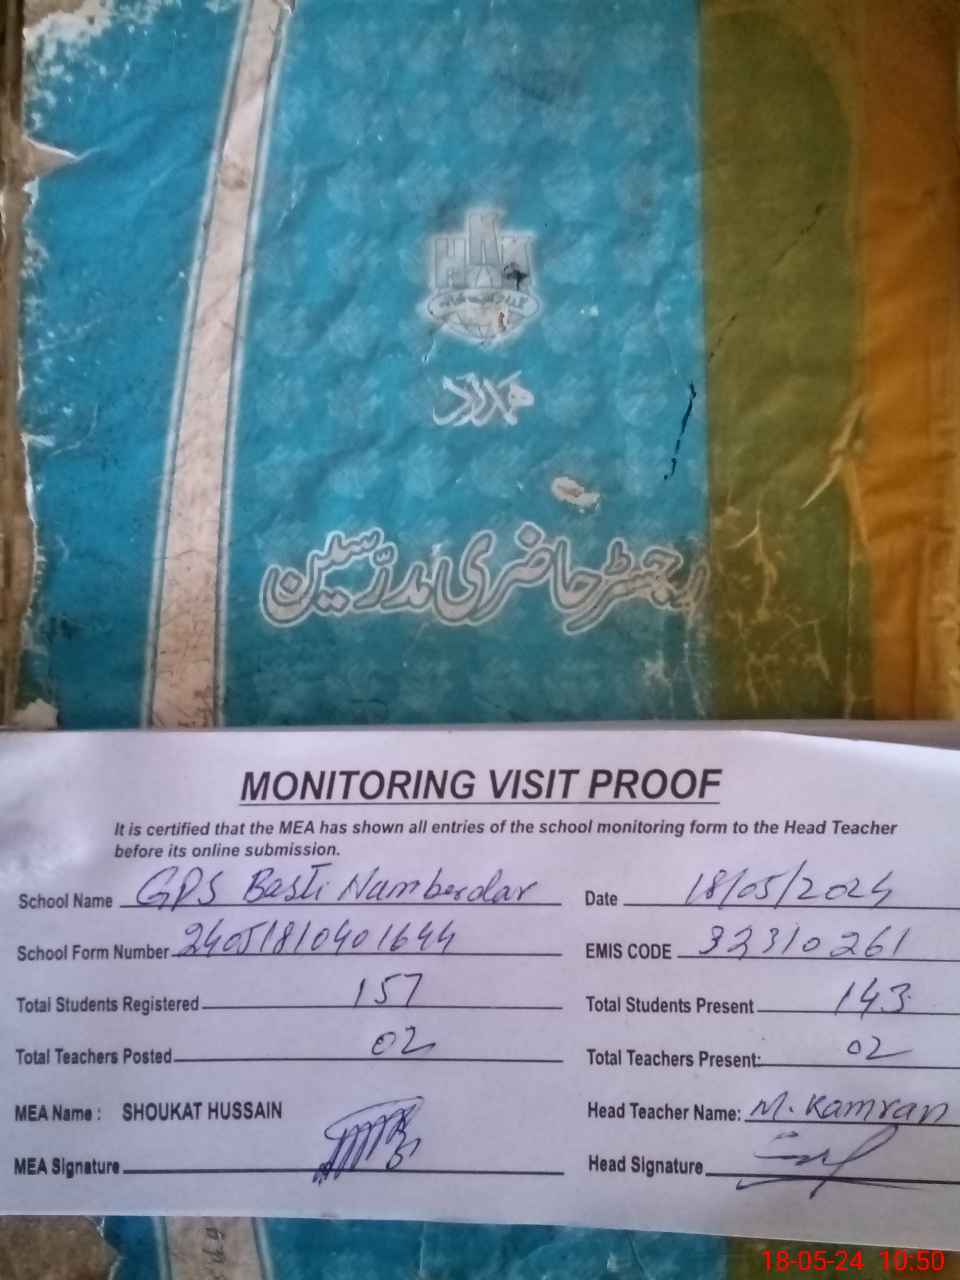 HKM
ہمدرد
رجسٹر حاضری مدرّسین
MONITORING VISIT PROOF
It is certified that the MEA has shown all entries of the school monitoring form to the Head Teacher
before its online submission.
School Name GPS Basti Namberdar Date 18/05/2024
School Form Number 24051810401644 EMIS CODE 32310261
Total Students Registered 157 Total Students Present 143
Total Teachers Posted 02 Total Teachers Present: 02
MEA Name : SHOUKAT HUSSAIN Head Teacher Name: M. Kamran
MEA Signature Head Signature
18-05-24 10:50